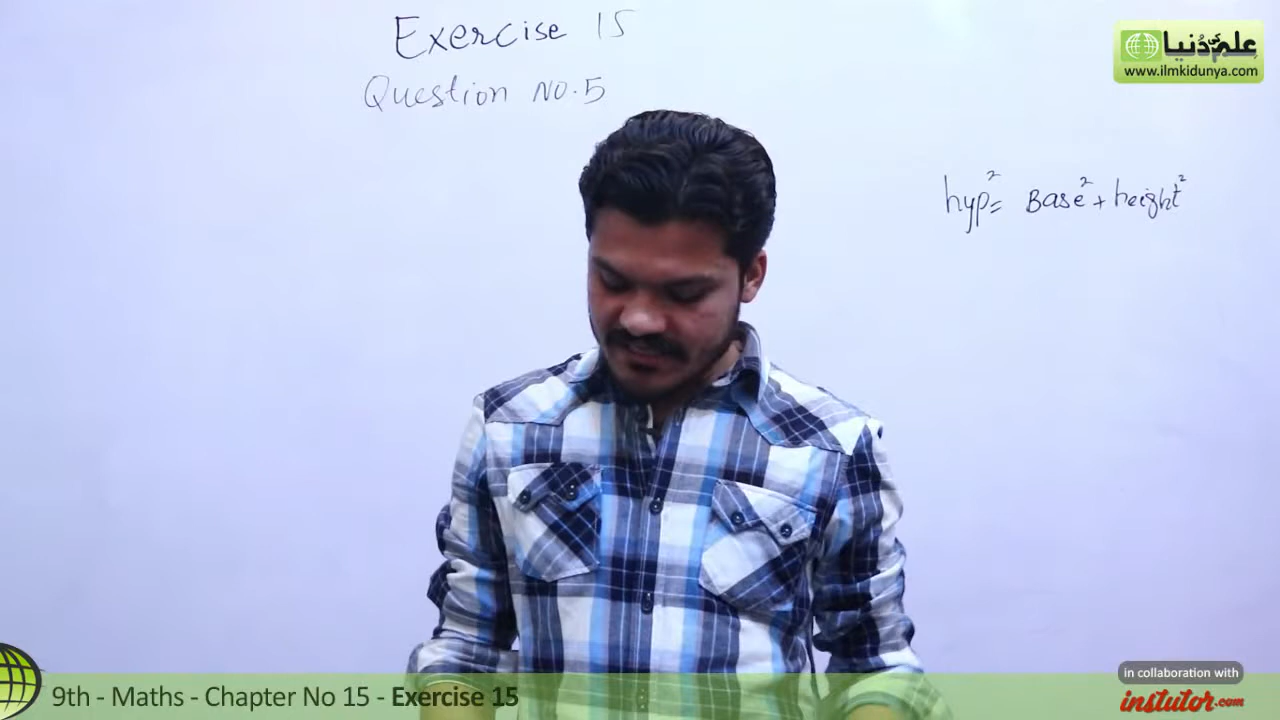 Exercise 15
Question No.5
علم کی دُنیا
www.ilmkidunya.com
hyp² = Base² + height²
9th - Maths - Chapter No 15 - Exercise 15
in collaboration with
instutor.com